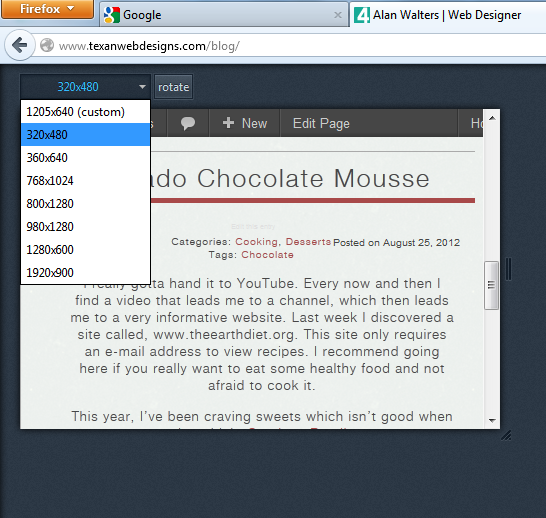 Firefox
Google
Alan Walters | Web Designer
www.texanwebdesigns.com/blog/
320x480
rotate
1205x640 (custom)
320x480
360x640
768x1024
800x1280
980x1280
1280x600
1920x900
New
Edit Page
ado Chocolate Mousse
Categories: Cooking, Desserts Posted on August 25, 2012
Tags: Chocolate
I really gotta hand it to YouTube. Every now and then I
find a video that leads me to a channel, which then leads
me to a very informative website. Last week I discovered a
site called, www.theearthdiet.org. This site only requires
an e-mail address to view recipes. I recommend going
here if you really want to eat some healthy food and not
afraid to cook it.
This year, I've been craving sweets which isn't good when